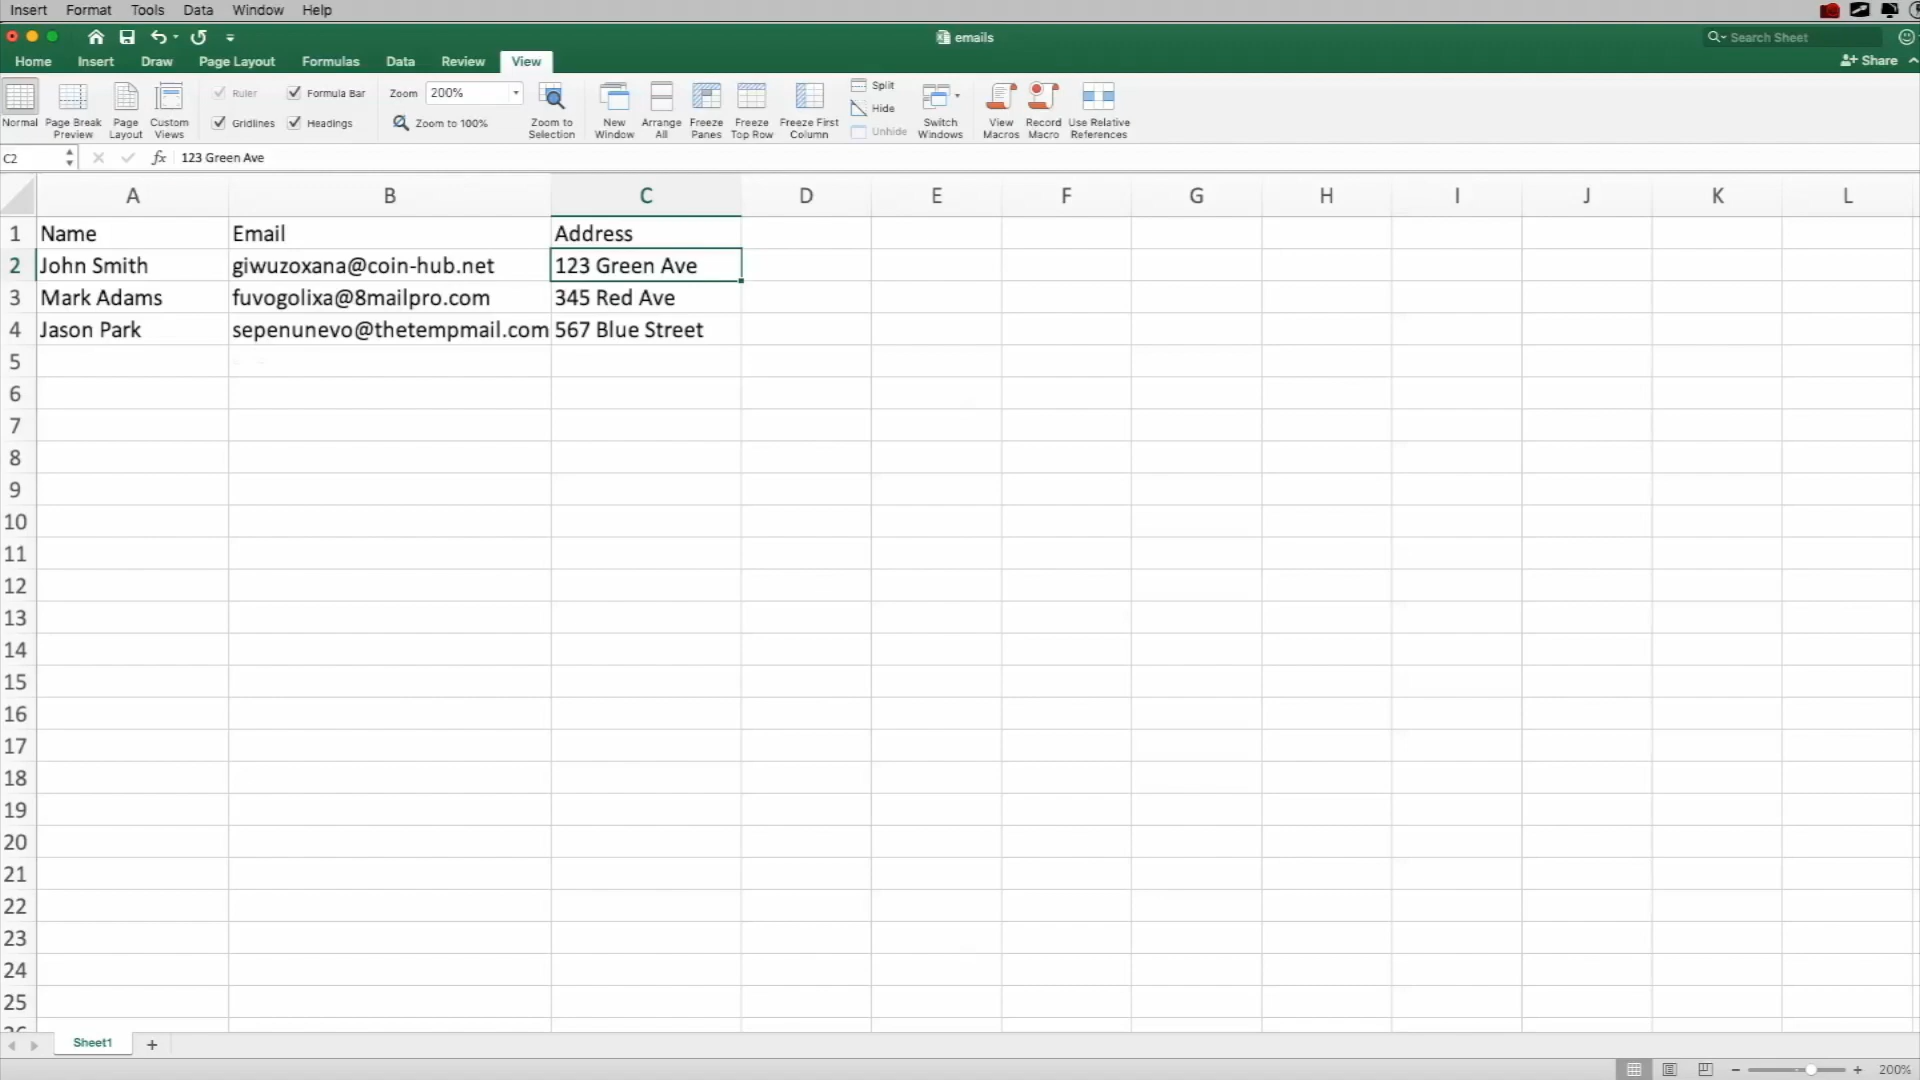 Insert Format Tools Data Window Help
emails
Search Sheet
Home Insert Draw Page Layout Formulas Data Review View
Share
Normal
Page Break Preview
Page Layout
Custom Views
Ruler
Formula Bar
Gridlines
Headings
Zoom 200%
Zoom to 100%
Zoom to Selection
New Window
Arrange All
Freeze Panes
Freeze Top Row
Freeze First Column
Split
Hide
Unhide
Switch Windows
View Macros
Record Macro
Use Relative References
C2 fx 123 Green Ave
A B C D E F G H I J K L
1 Name Email Address
2 John Smith giwuzoxana@coin-hub.net 123 Green Ave
3 Mark Adams fuvogolixa@8mailpro.com 345 Red Ave
4 Jason Park sepenunevo@thetempmail.com 567 Blue Street
5
6
7
8
9
10
11
12
13
14
15
16
17
18
19
20
21
22
23
24
25
Sheet1 +
200%